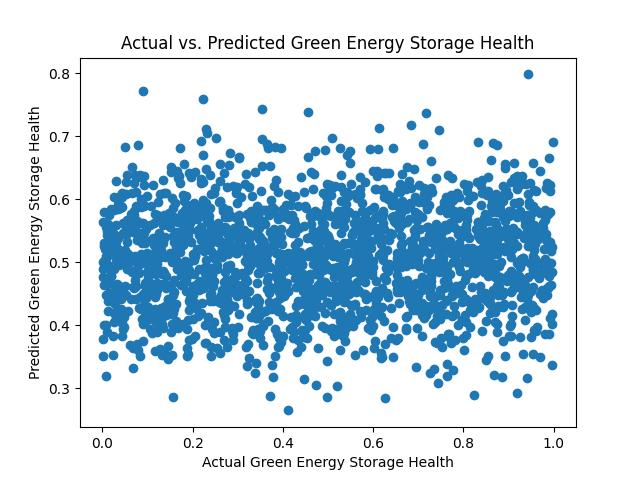 Actual vs. Predicted Green Energy Storage Health
0.8
0.7
0.6
0.5
0.4
0.3
Predicted Green Energy Storage Health
0.0 0.2 0.4 0.6 0.8 1.0
Actual Green Energy Storage Health